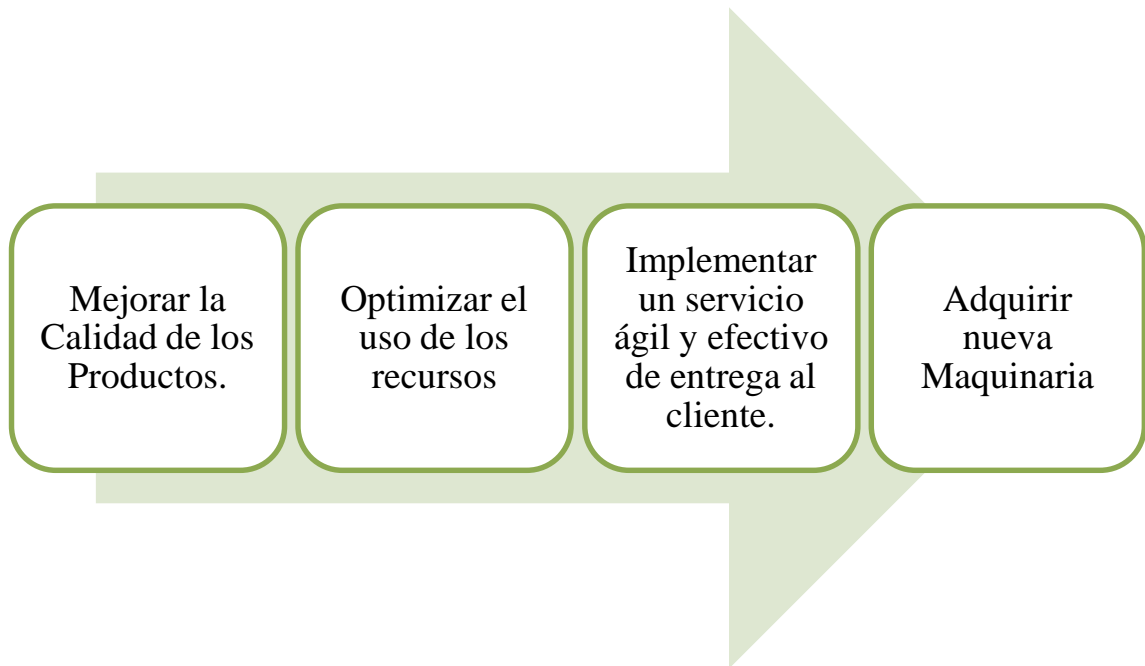 Mejorar la
Calidad de los
Productos.
Optimizar el
uso de los
recursos
Implementar
un servicio
ágil y efectivo
de entrega al
cliente.
Adquirir
nueva
Maquinaria